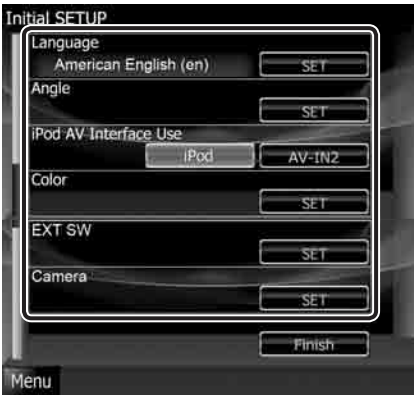 Initial SETUP
Language
American English (en) SET
Angle
SET
iPod AV Interface Use
iPod AV-IN2
Color
SET
EXT SW
SET
Camera
SET
Finish
Menu